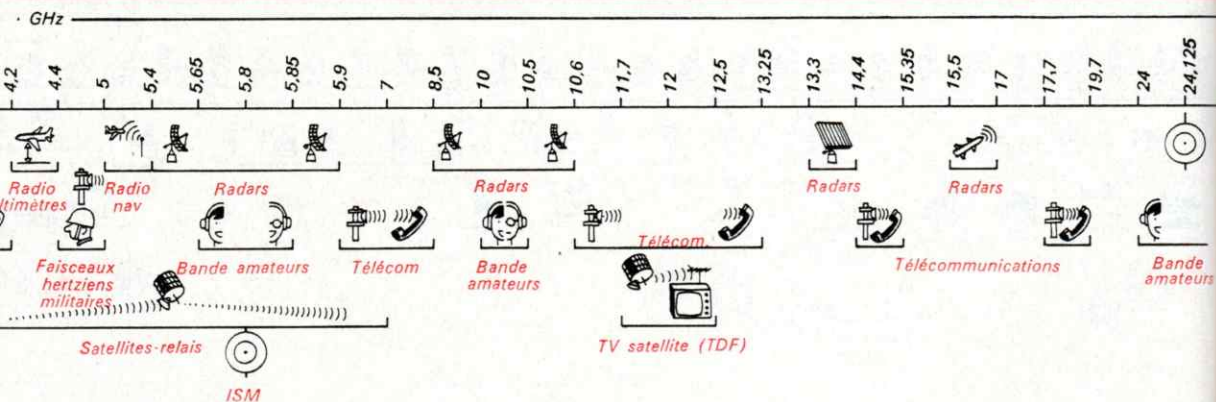 GHz
4,2 4,4 5 5,4 5,65 5,8 5,85 5,9 7 8,5 10 10,5 10,6 11,7 12 12,5 13,25 13,3 14,4 15,35 15,5 17 17,7 19,7 24 24,125
Radio
ltimètres
Radio
nav
Radars
Radars
Radars
Radars
Faisceaux
hertziens
militaires
Bande amateurs
Télécom
Bande
amateurs
Télécom
Télécommunications
Bande
amateurs
Satellites-relais
TV satellite (TDF)
ISM